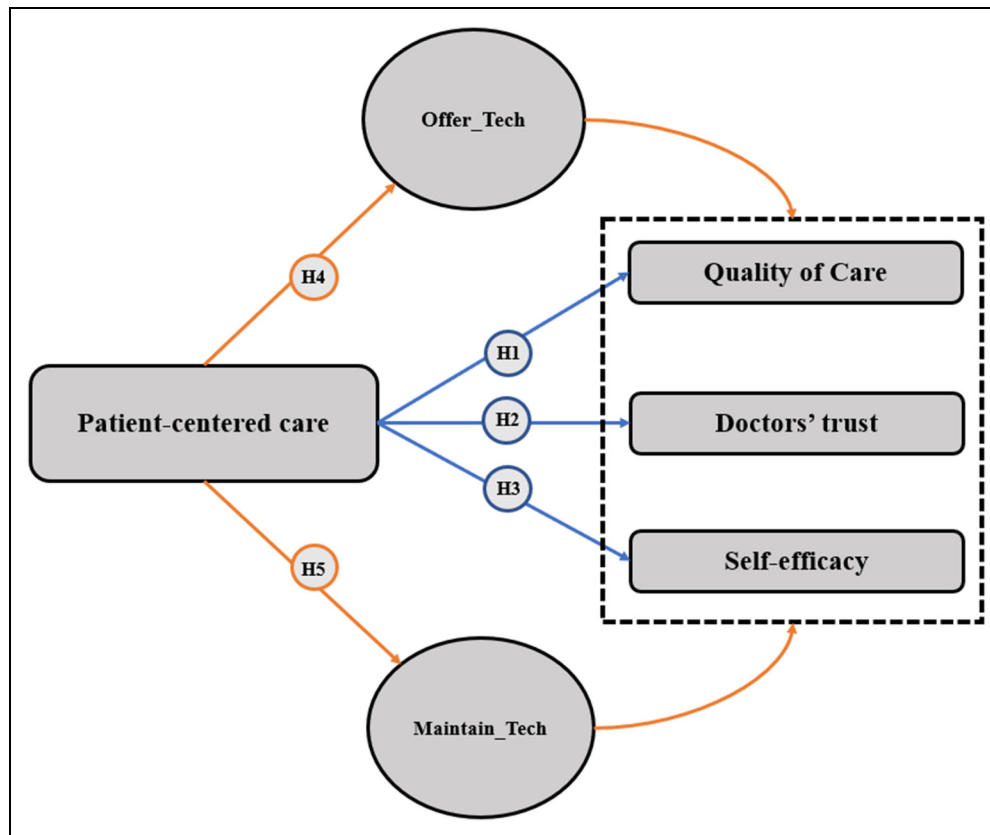 Offer_Tech
H4
Quality of Care
H1
Patient-centered care
H2
Doctors’ trust
H3
Self-efficacy
H5
Maintain_Tech